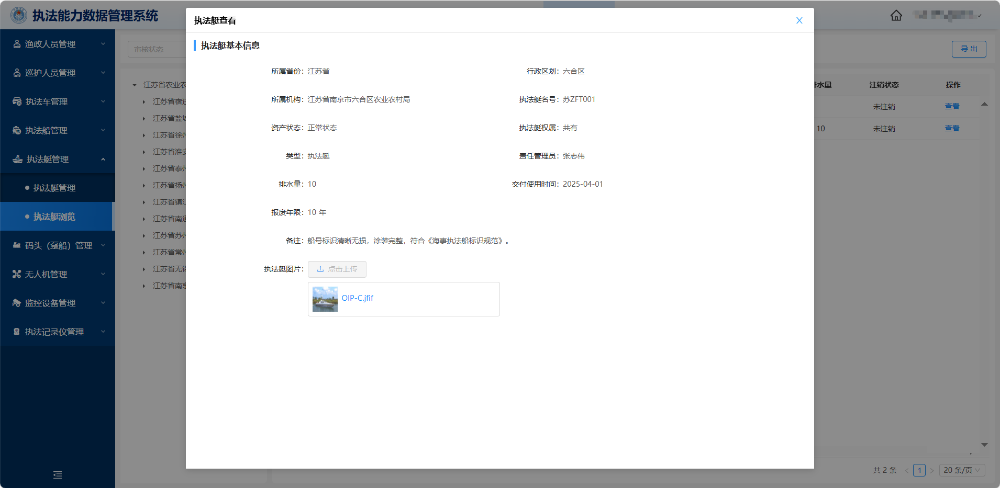 执法能力数据管理系统
渔政人员管理
巡护人员管理
执法车管理
执法船管理
执法艇管理
执法艇管理
执法艇浏览
码头（趸船）管理
无人机管理
监控设备管理
执法记录仪管理
审核状态
江苏省农业农
江苏省宿迁
江苏省盐城
江苏省徐州
江苏省淮安
江苏省泰州
江苏省扬州
江苏省镇江
江苏省南通
江苏省苏州
江苏省常州
江苏省无锡
江苏省南京
执法艇查看
执法艇基本信息
所属省份：江苏省 行政区划：六合区
所属机构：江苏省南京市六合区农业农村局 执法艇名号：苏ZFT001
资产状态：正常状态 执法艇权属：共有
类型：执法艇 责任管理员：张志伟
排水量：10 交付使用时间：2025-04-01
报废年限：10 年
备注：船号标识清晰无损，涂装完整，符合《海事执法船标识规范》。
执法艇图片：点击上传
OIP-C.jfif
导 出
排水量 注销状态 操作
未注销 查看
10 未注销 查看
共 2 条 1 20 条/页